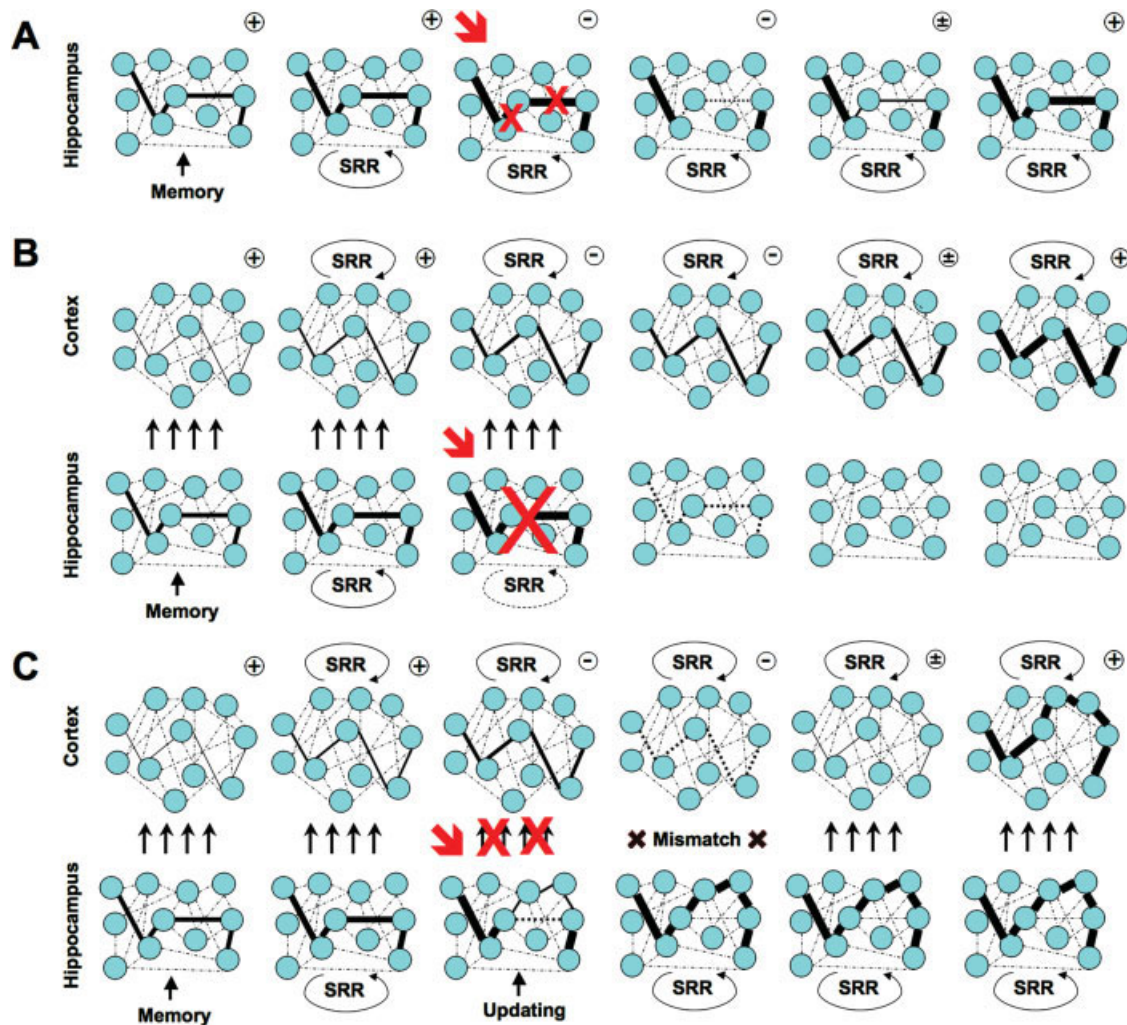 A
Hippocampus
+ + - - ± +
Memory
SRR SRR SRR SRR SRR
B
SRR SRR SRR SRR SRR
+ + - - ± +
Cortex
Hippocampus
SRR SRR
Memory
C
SRR SRR SRR SRR SRR
+ + - - ± +
Cortex
Mismatch
Hippocampus
SRR SRR SRR SRR
Memory Updating